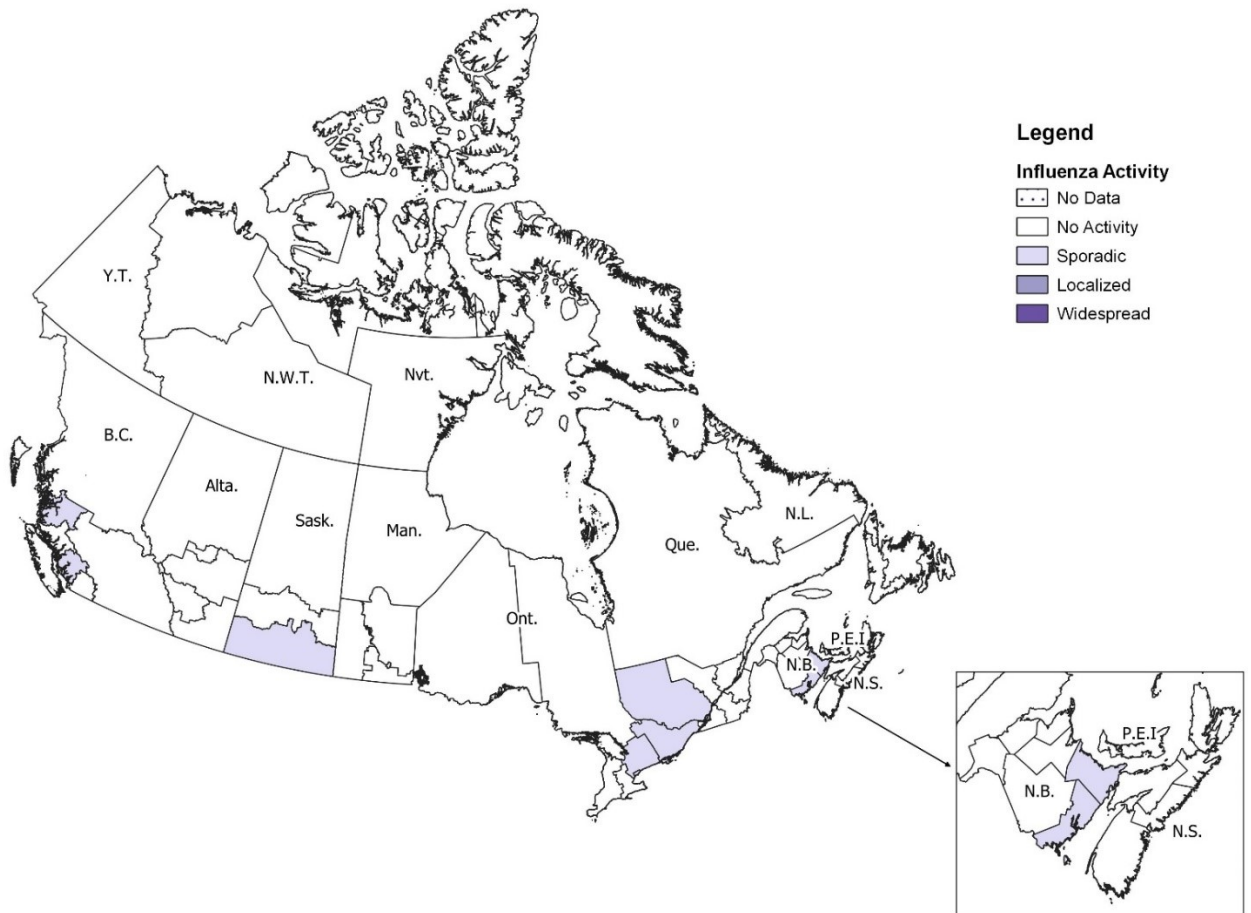 Legend
Influenza Activity
No Data
No Activity
Sporadic
Localized
Widespread
Y.T.
N.W.T.
Nvt.
B.C.
Alta.
Sask.
Man.
N.L.
Que.
Ont.
P.E.I
N.B.
N.S.
P.E.I
N.B.
N.S.